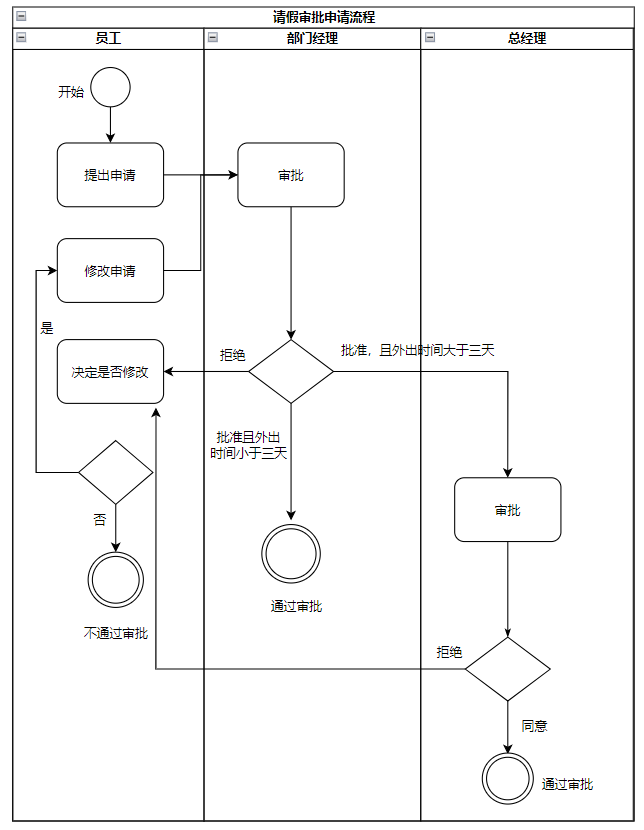 请假审批申请流程
员工
部门经理
总经理
开始
提出申请
审批
修改申请
是
决定是否修改
拒绝
批准，且外出时间大于三天
批准且外出
时间小于三天
审批
否
通过审批
不通过审批
拒绝
同意
通过审批